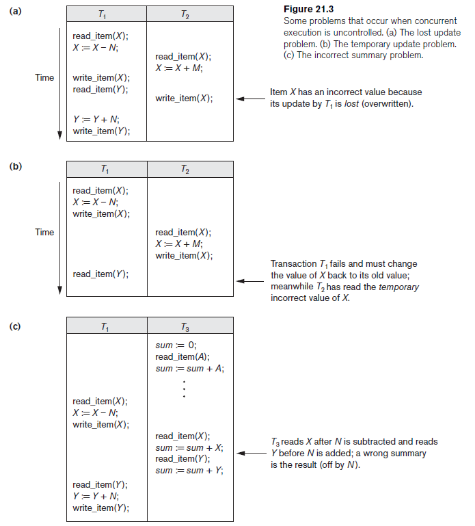 Figure 21.3
Some problems that occur when concurrent
execution is uncontrolled. (a) The lost update
problem. (b) The temporary update problem.
(c) The incorrect summary problem.
(a)
T₁ T₂
read_item(X);
X := X – N;
read_item(X);
X := X + M;
Time
write_item(X);
read_item(Y);
write_item(X);
Item X has an incorrect value because
its update by T₁ is lost (overwritten).
Y := Y + N;
write_item(Y);
(b)
T₁ T₂
read_item(X);
X := X – N;
write_item(X);
Time
read_item(X);
X := X + M;
write_item(X);
read_item(Y);
Transaction T₁ fails and must change
the value of X back to its old value;
meanwhile T₂ has read the temporary
incorrect value of X.
(c)
T₁ T₃
sum := 0;
read_item(A);
sum := sum + A;
read_item(X);
X := X – N;
write_item(X);
read_item(X);
sum := sum + X;
read_item(Y);
sum := sum + Y;
T₃ reads X after N is subtracted and reads
Y before N is added; a wrong summary
is the result (off by N).
read_item(Y);
Y := Y + N;
write_item(Y);